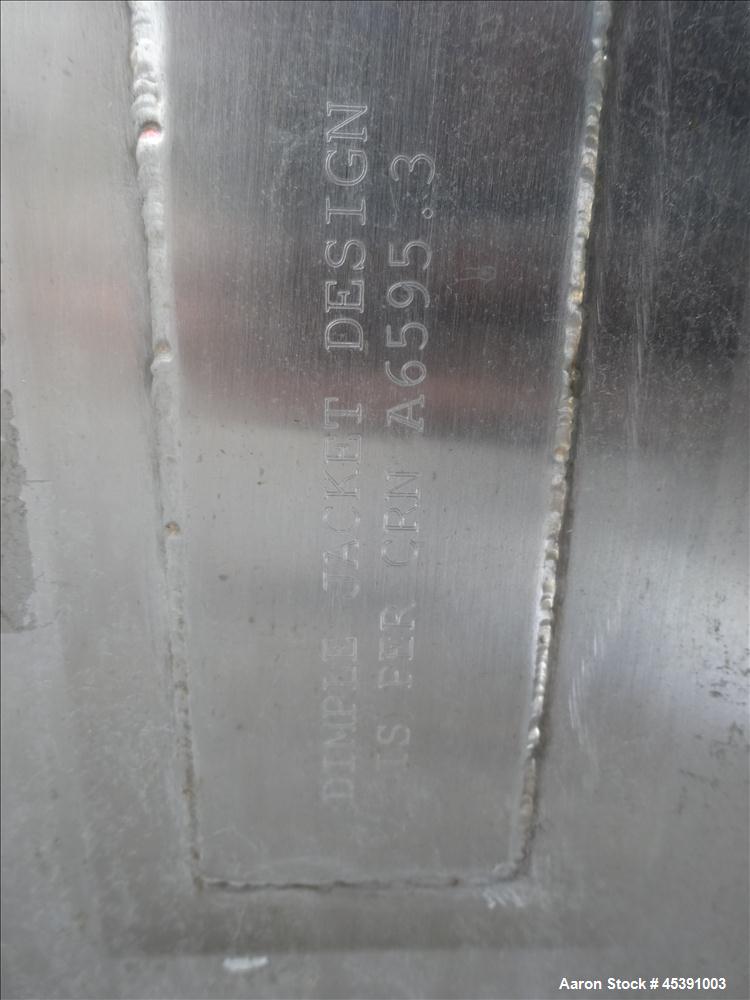 DIMPLE JACKET DESIGN
IS PER CRN A6595.3
Aaron Stock # 45391003